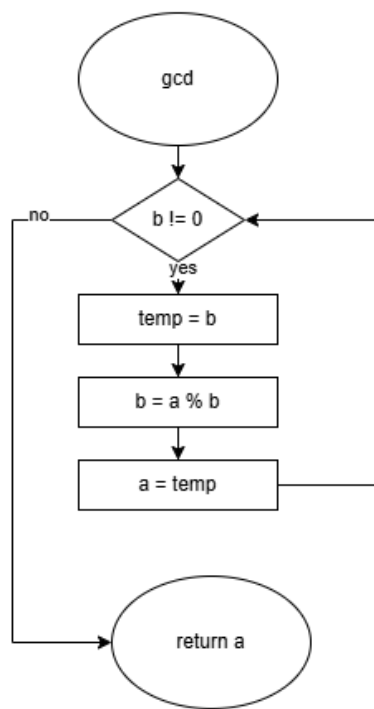 gcd
b != 0
no
yes
temp = b
b = a % b
a = temp
return a